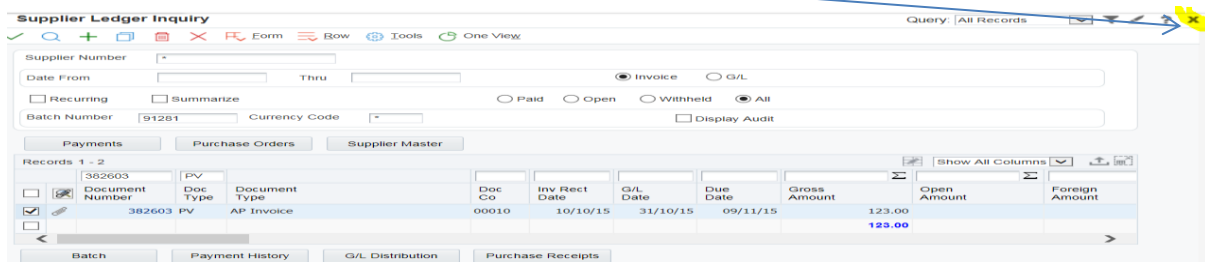 Supplier Ledger Inquiry Query: All Records
Form Row Tools One View
Supplier Number *
Date From Thru Invoice G/L
Recurring Summarize Paid Open Withheld All
Batch Number 91281 Currency Code * Display Audit
Payments Purchase Orders Supplier Master
Records 1 - 2 Show All Columns
382603 PV
Document Number Doc Type Document Type Doc Co Inv Rect Date G/L Date Due Date Gross Amount Open Amount Foreign Amount
382603 PV AP Invoice 00010 10/10/15 31/10/15 09/11/15 123.00
123.00
Batch Payment History G/L Distribution Purchase Receipts